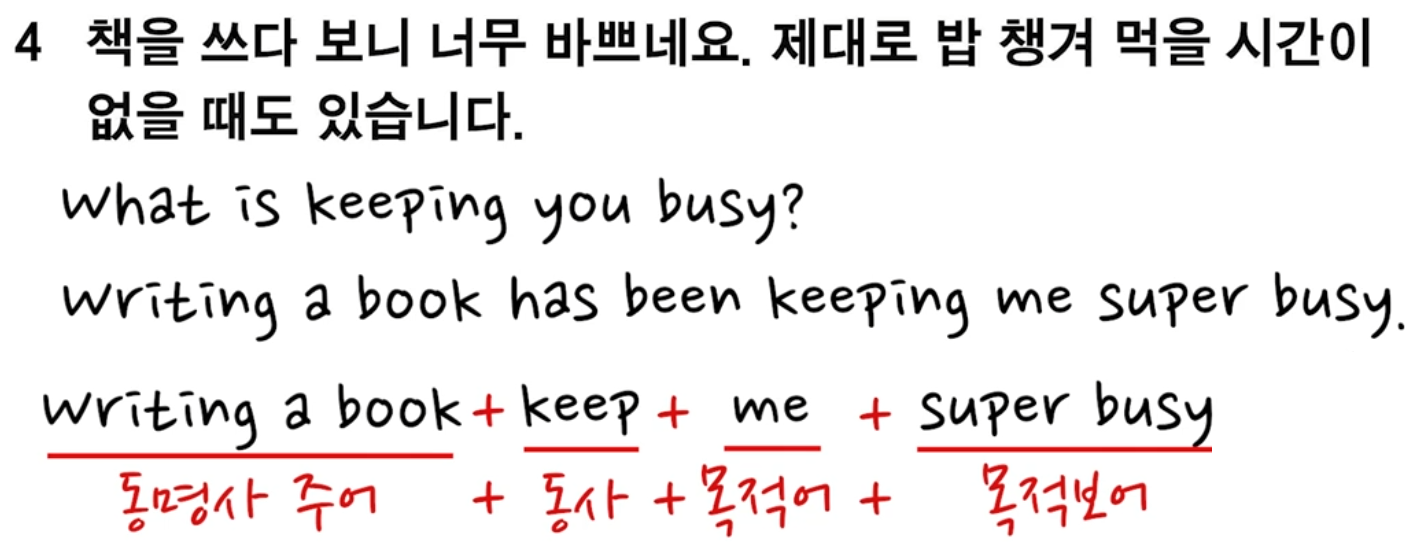 4 책을 쓰다 보니 너무 바쁘네요. 제대로 밥 챙겨 먹을 시간이
없을 때도 있습니다.
What is keeping you busy?
Writing a book has been keeping me super busy.
Writing a book + keep + me + super busy
동명사 주어 + 동사 + 목적어 + 목적보어